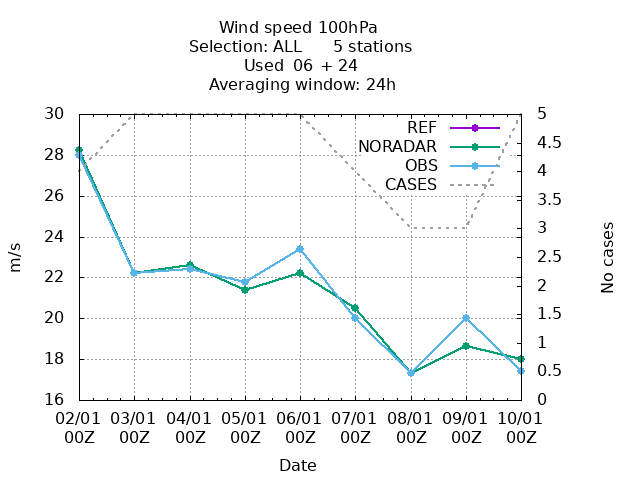 Wind speed 100hPa
Selection: ALL 5 stations
Used 06 + 24
Averaging window: 24h
30 5
REF
4.5
NORADAR
28 OBS 4
CASES
26 3.5
24 3
2.5
22 2
20 1.5
18 1
0.5
16 0
m/s
No cases
02/01 03/01 04/01 05/01 06/01 07/01 08/01 09/01 10/01
00Z 00Z 00Z 00Z 00Z 00Z 00Z 00Z 00Z
Date